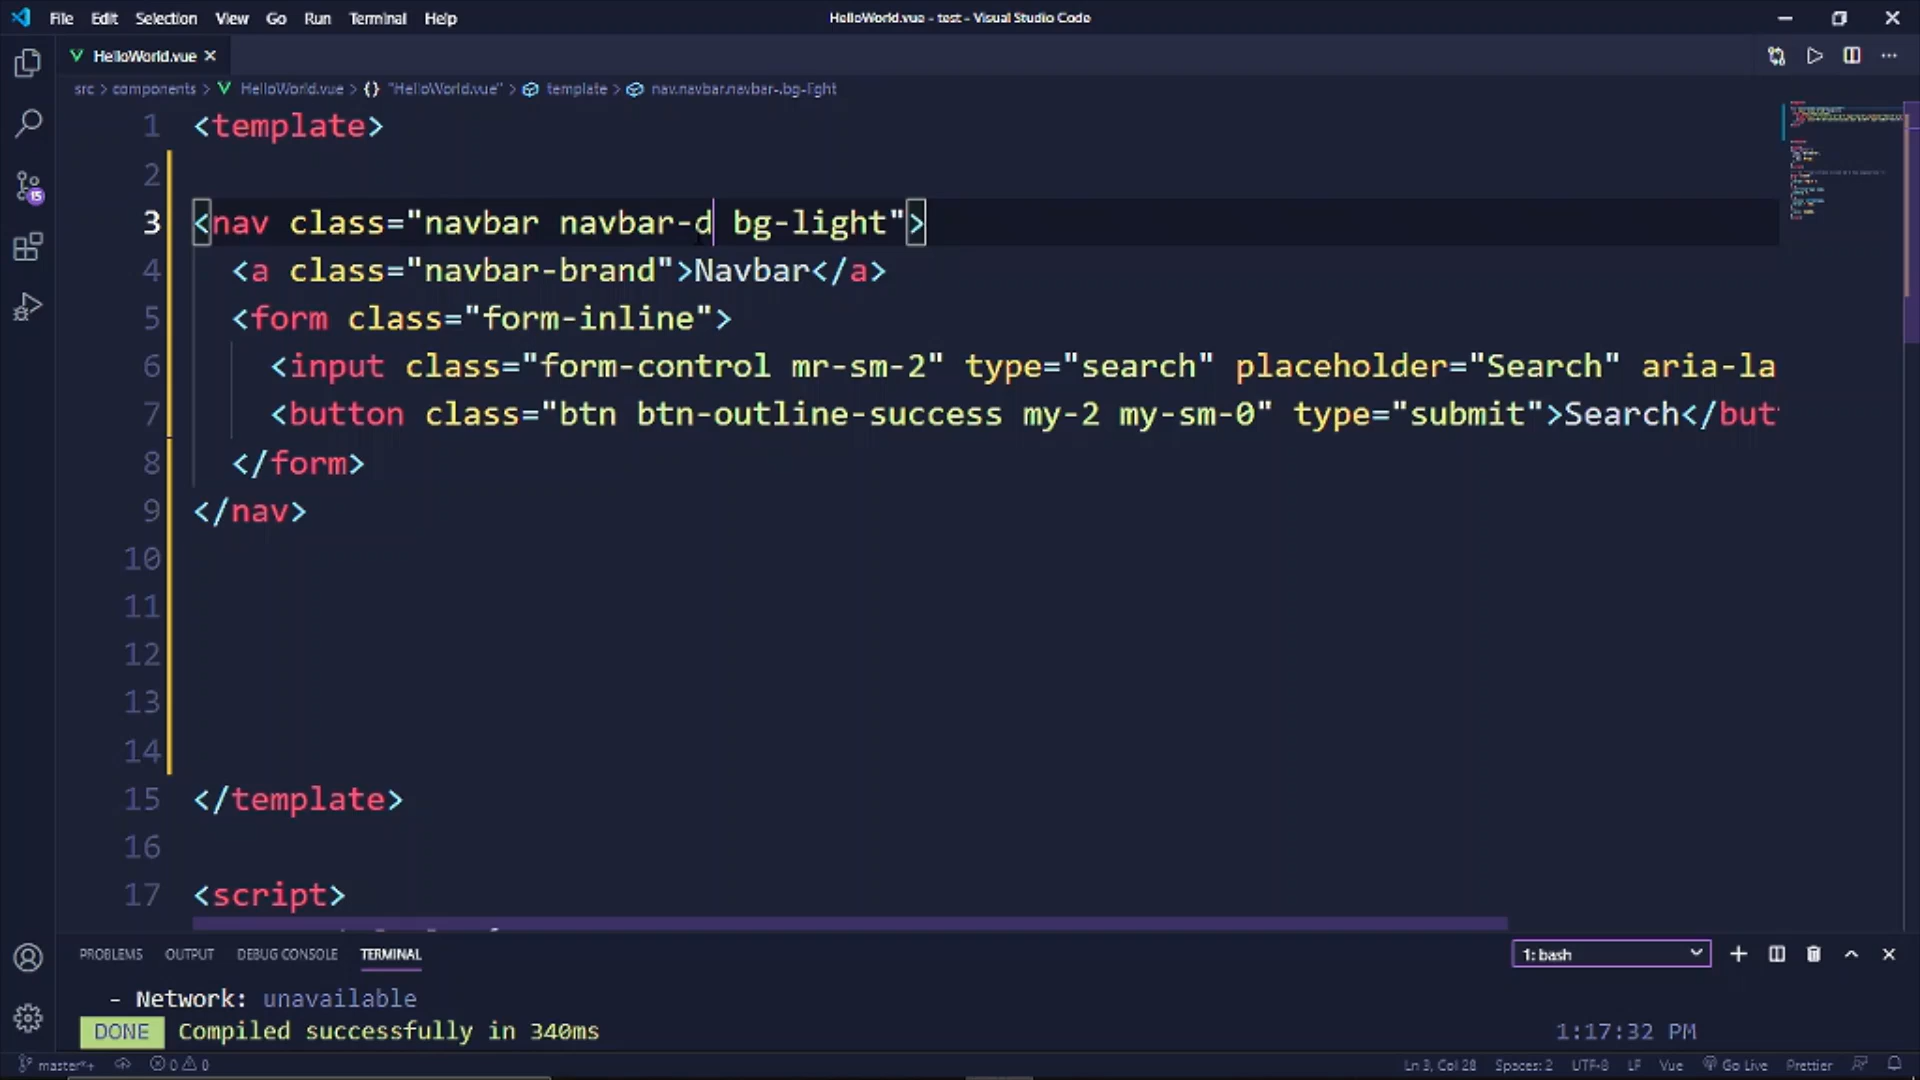 File Edit Selection View Go Run Terminal Help
HelloWorld.vue - test - Visual Studio Code
HelloWorld.vue
src > components > HelloWorld.vue > {} "HelloWorld.vue" > template > nav.navbar.navbar-.bg-light
1 <template>
2
3 <nav class="navbar navbar-d bg-light">
4 <a class="navbar-brand">Navbar</a>
5 <form class="form-inline">
6 <input class="form-control mr-sm-2" type="search" placeholder="Search" aria-la
7 <button class="btn btn-outline-success my-2 my-sm-0" type="submit">Search</but
8 </form>
9 </nav>
10
11
12
13
14
15 </template>
16
17 <script>
15
PROBLEMS OUTPUT DEBUG CONSOLE TERMINAL
1: bash
- Network: unavailable
DONE Compiled successfully in 340ms
1:17:32 PM
master*+ 0 0
Ln 3, Col 28 Spaces: 2 UTF-8 LF Vue Go Live Prettier